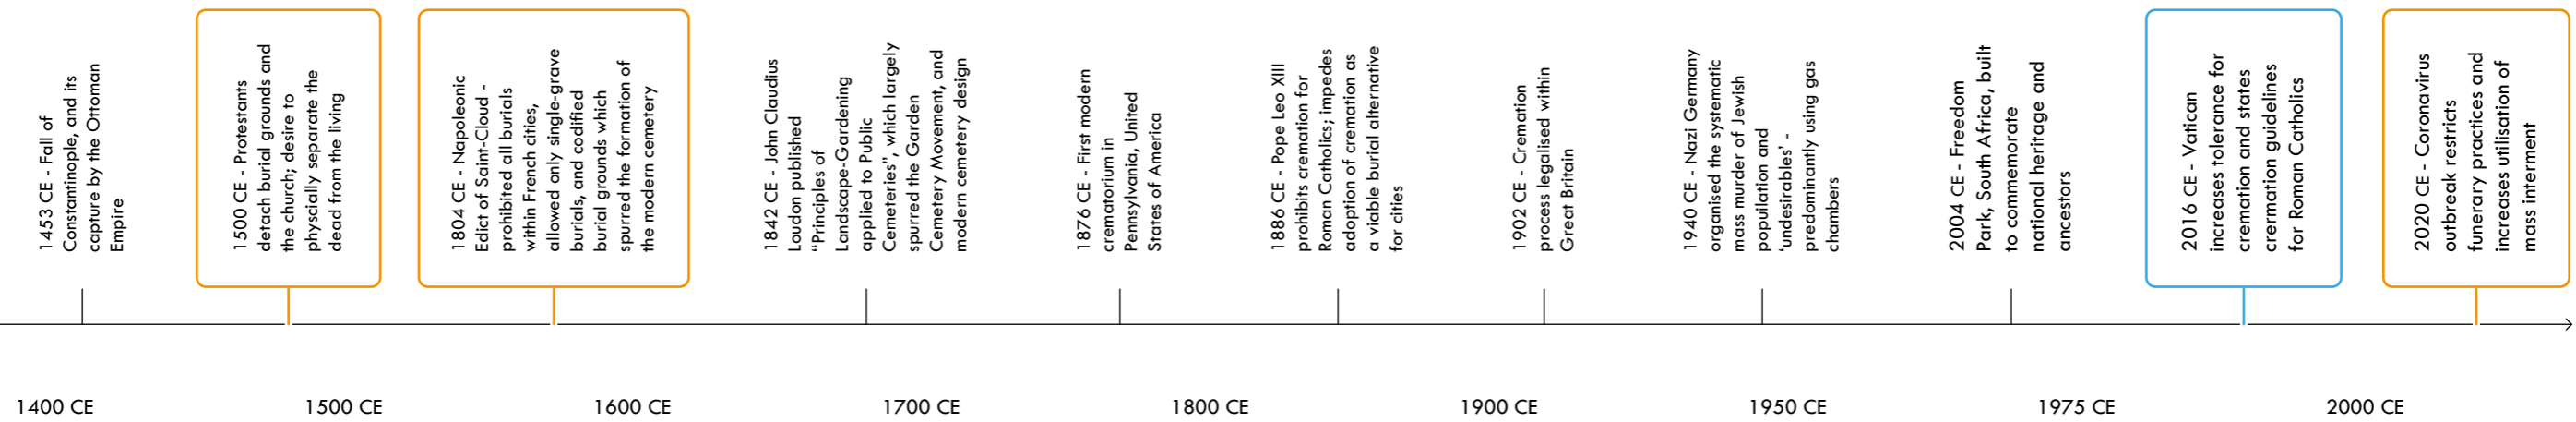 1453 CE - Fall of
Constantinople, and its
capture by the Ottoman
Empire
1500 CE - Protestants
detach burial grounds and
the church; desire to
physcially separate the
dead from the living
1804 CE - Napoleonic
Edict of Saint-Cloud -
prohibited all burials
within French cities,
allowed only single-grave
burials, and codified
burial grounds which
spurred the formation of
the modern cemetery
1842 CE - John Claudius
Loudon published
“Principles of
Landscape-Gardening
applied to Public
Cemeteries”, which largely
spurred the Garden
Cemetery Movement, and
modern cemetery design
1876 CE - First modern
crematorium in
Pennsylvania, United
States of America
1886 CE - Pope Leo XIII
prohibits cremation for
Roman Catholics; impedes
adoption of cremation as
a viable burial alternative
for cities
1902 CE - Cremation
process legalised within
Great Britain
1940 CE - Nazi Germany
organised the systematic
mass murder of Jewish
population and
‘undesirables’ -
predominantly using gas
chambers
2004 CE - Freedom
Park, South Africa, built
to commemorate
national heritage and
ancestors
2016 CE - Vatican
increases tolerance for
cremation and states
crermation guidelines
for Roman Catholics
2020 CE - Coronavirus
outbreak restricts
funerary practices and
increases utilisation of
mass interment
1400 CE
1500 CE
1600 CE
1700 CE
1800 CE
1900 CE
1950 CE
1975 CE
2000 CE